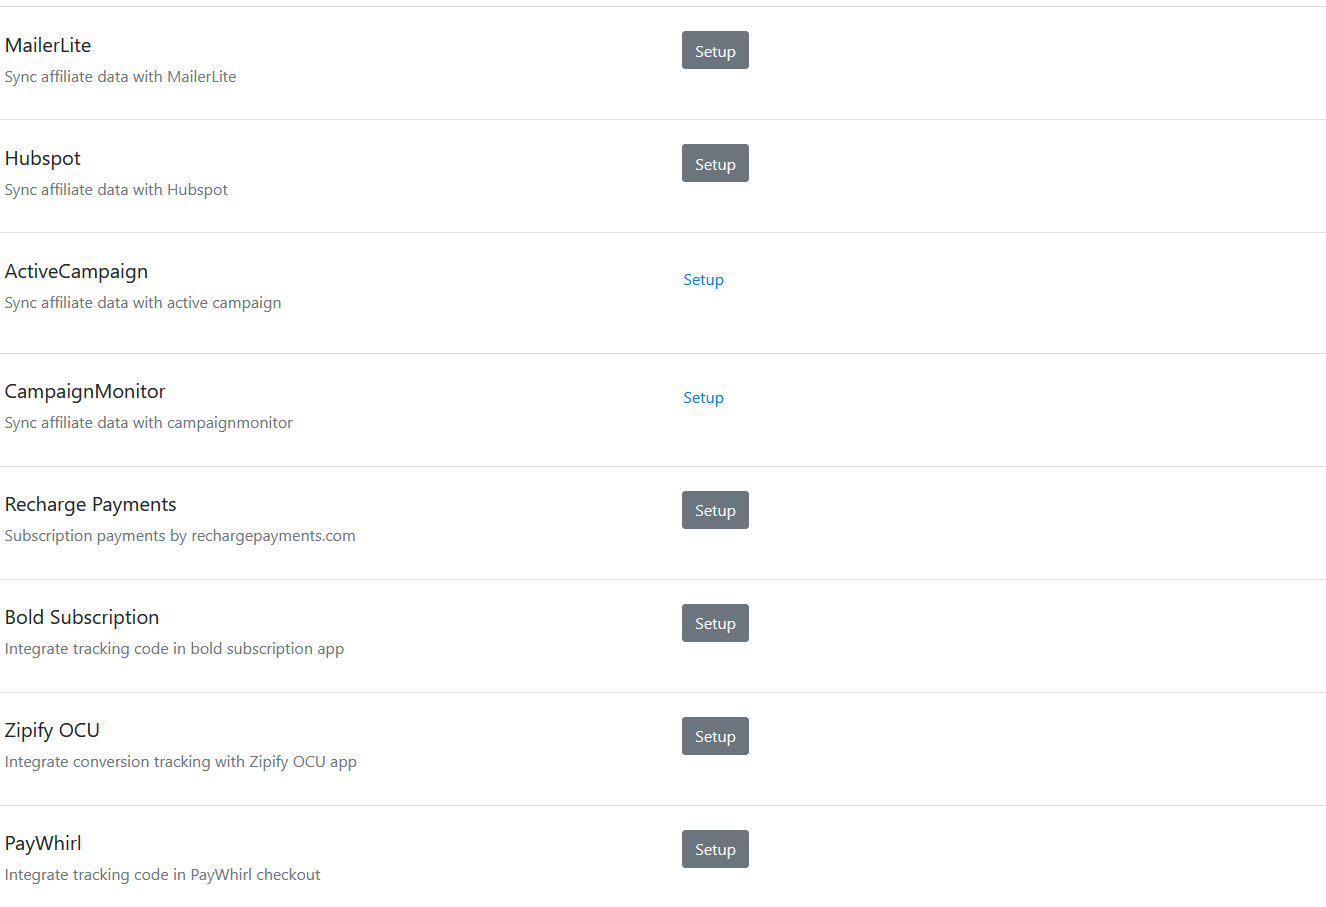 MailerLite
Setup
Sync affiliate data with MailerLite
Hubspot
Setup
Sync affiliate data with Hubspot
ActiveCampaign
Setup
Sync affiliate data with active campaign
CampaignMonitor
Setup
Sync affiliate data with campaignmonitor
Recharge Payments
Setup
Subscription payments by rechargepayments.com
Bold Subscription
Setup
Integrate tracking code in bold subscription app
Zipify OCU
Setup
Integrate conversion tracking with Zipify OCU app
PayWhirl
Setup
Integrate tracking code in PayWhirl checkout